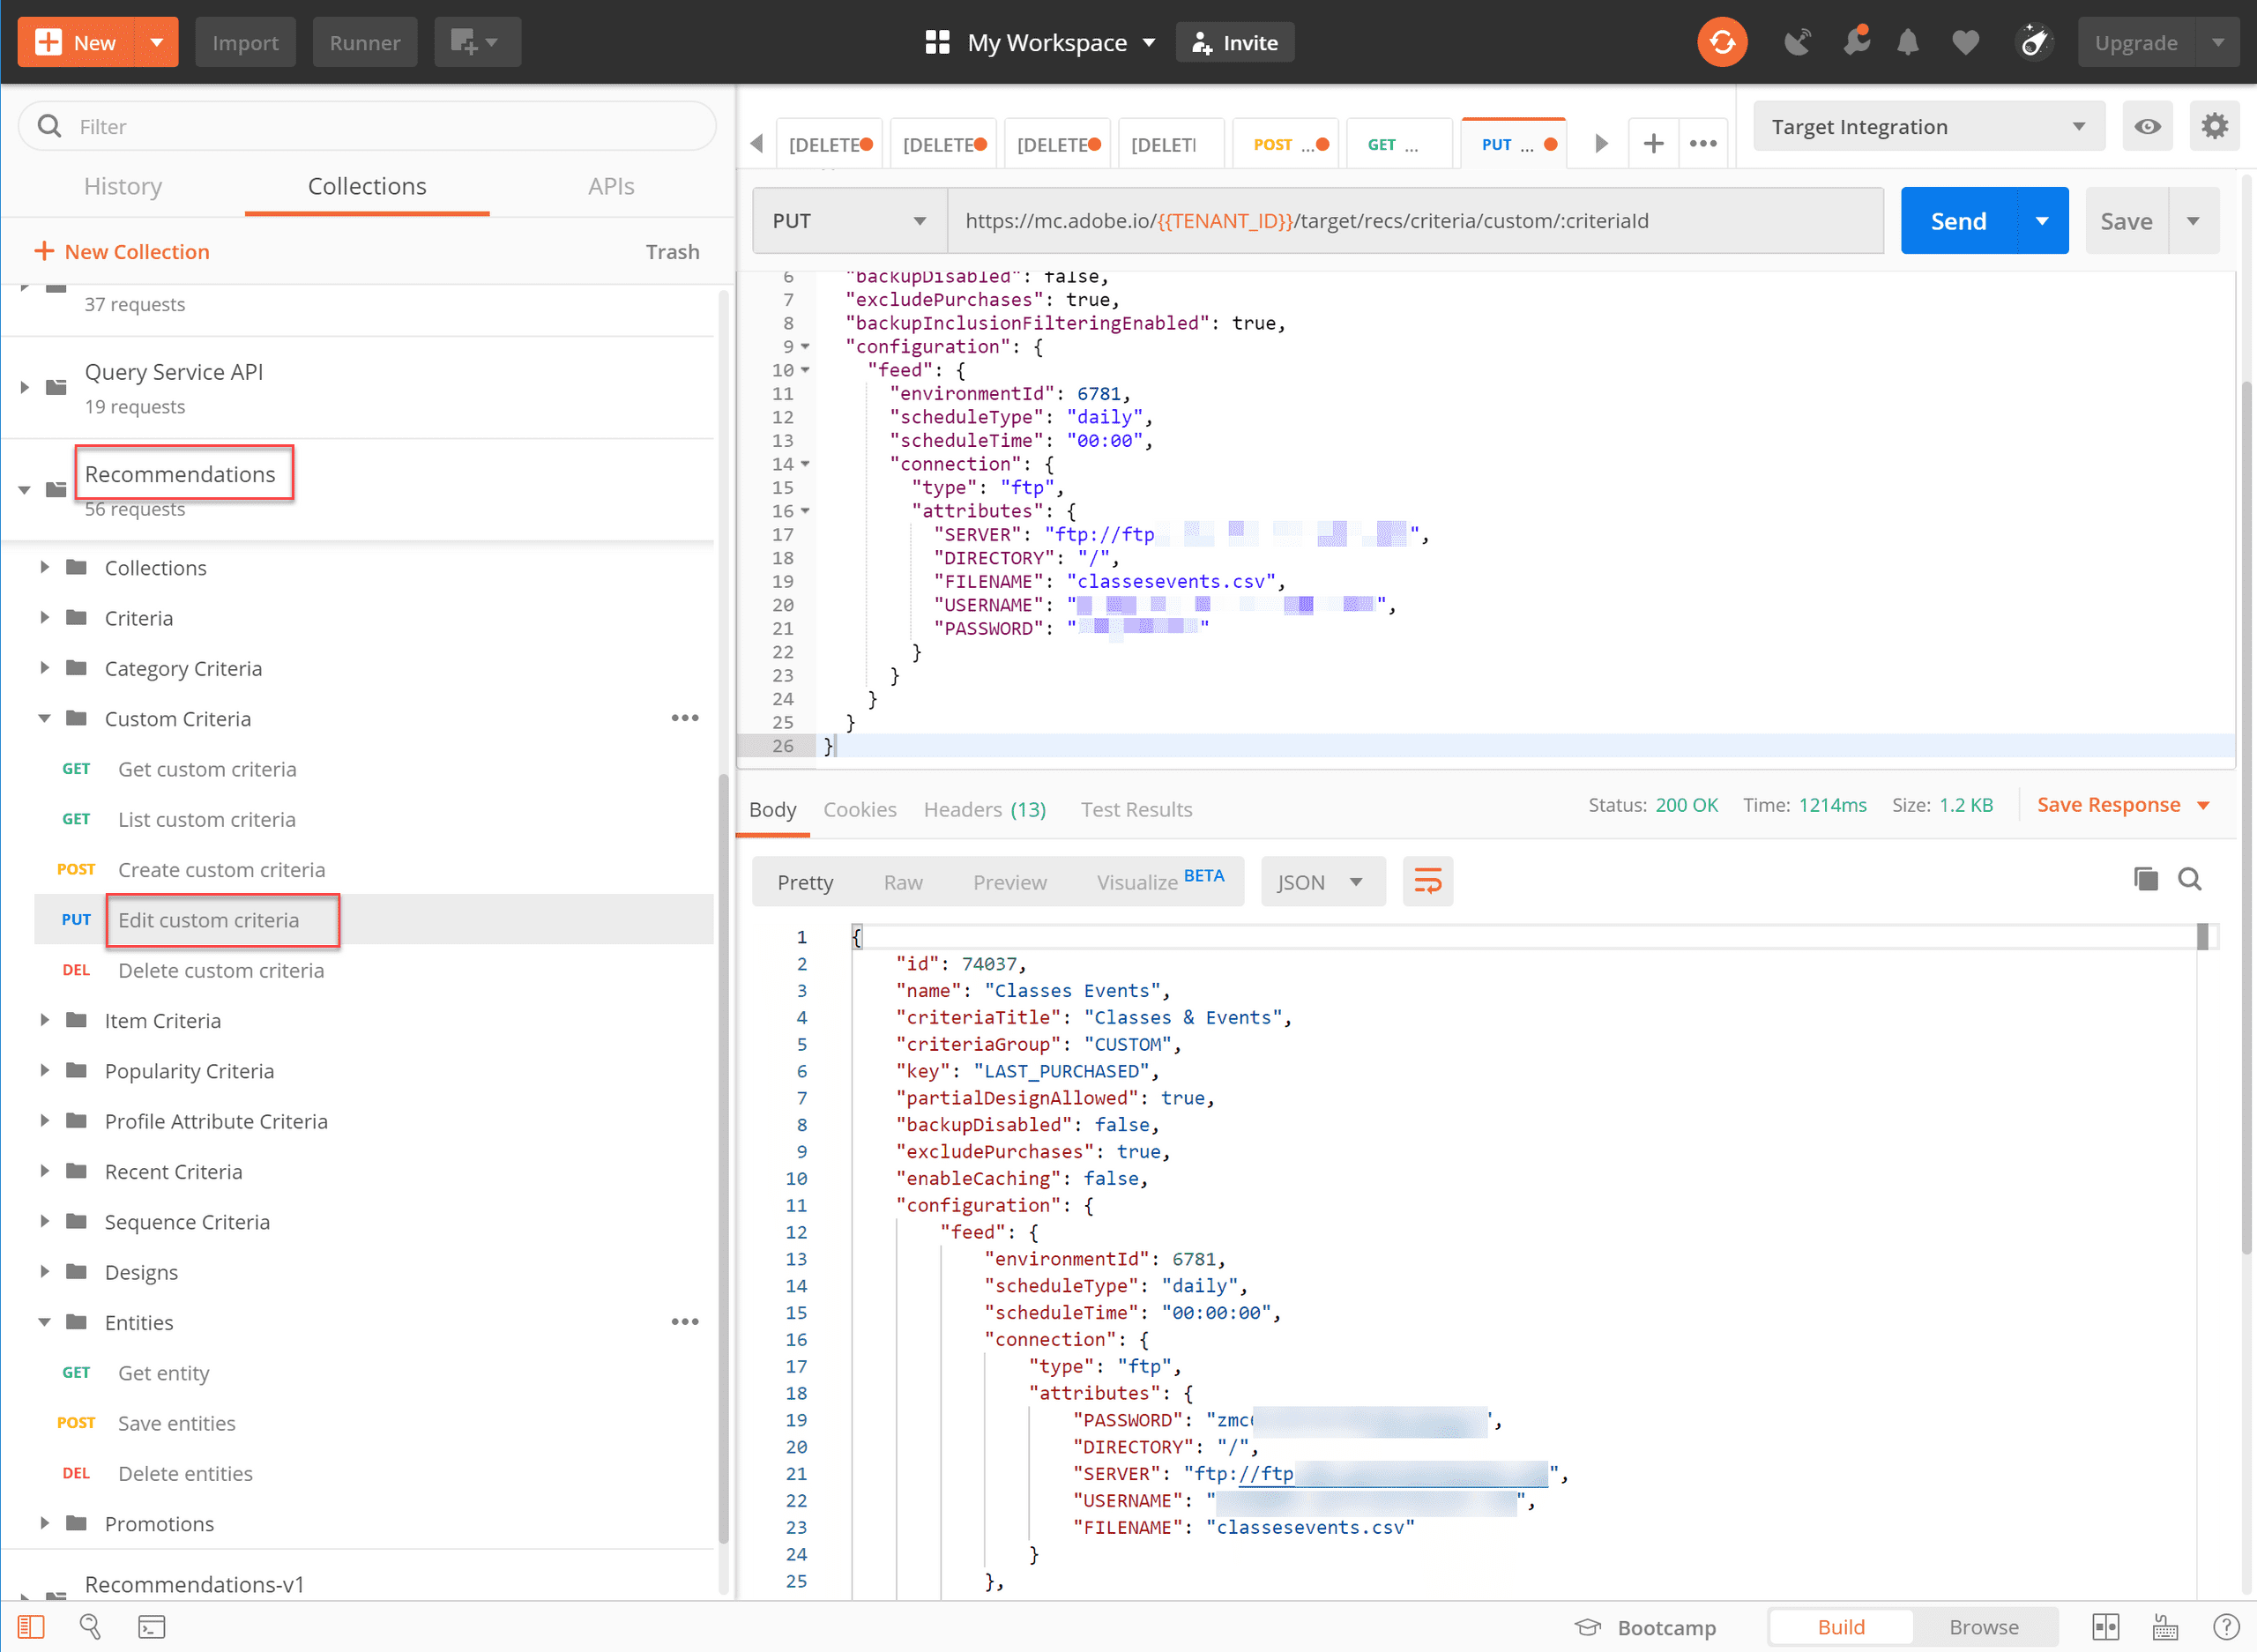 New
Import
Runner
My Workspace
Invite
Upgrade
Filter
History
Collections
APIs
New Collection
Trash
37 requests
Query Service API
19 requests
Recommendations
56 requests
Collections
Criteria
Category Criteria
Custom Criteria
GET Get custom criteria
GET List custom criteria
POST Create custom criteria
PUT Edit custom criteria
DEL Delete custom criteria
Item Criteria
Popularity Criteria
Profile Attribute Criteria
Recent Criteria
Sequence Criteria
Designs
Entities
GET Get entity
POST Save entities
DEL Delete entities
Promotions
Recommendations-v1
[DELETE [DELETE [DELETE [DELET POST ... GET ... PUT ...
Target Integration
PUT
https://mc.adobe.io/{{TENANT_ID}}/target/recs/criteria/custom/:criteriaId
Send
Save
6 "backupDisabled": false,
7 "excludePurchases": true,
8 "backupInclusionFilteringEnabled": true,
9 "configuration": {
10 "feed": {
11 "environmentId": 6781,
12 "scheduleType": "daily",
13 "scheduleTime": "00:00",
14 "connection": {
15 "type": "ftp",
16 "attributes": {
17 "SERVER": "ftp://ftp ",
18 "DIRECTORY": "/",
19 "FILENAME": "classesevents.csv",
20 "USERNAME": " ",
21 "PASSWORD": " "
22 }
23 }
24 }
25 }
26 }
Body Cookies Headers (13) Test Results
Status: 200 OK Time: 1214ms Size: 1.2 KB Save Response
Pretty Raw Preview Visualize BETA JSON
1 {
2 "id": 74037,
3 "name": "Classes Events",
4 "criteriaTitle": "Classes & Events",
5 "criteriaGroup": "CUSTOM",
6 "key": "LAST_PURCHASED",
7 "partialDesignAllowed": true,
8 "backupDisabled": false,
9 "excludePurchases": true,
10 "enableCaching": false,
11 "configuration": {
12 "feed": {
13 "environmentId": 6781,
14 "scheduleType": "daily",
15 "scheduleTime": "00:00:00",
16 "connection": {
17 "type": "ftp",
18 "attributes": {
19 "PASSWORD": "zmc ",
20 "DIRECTORY": "/",
21 "SERVER": "ftp://ftp ",
22 "USERNAME": " ",
23 "FILENAME": "classesevents.csv"
24 }
25 },
Bootcamp
Build
Browse